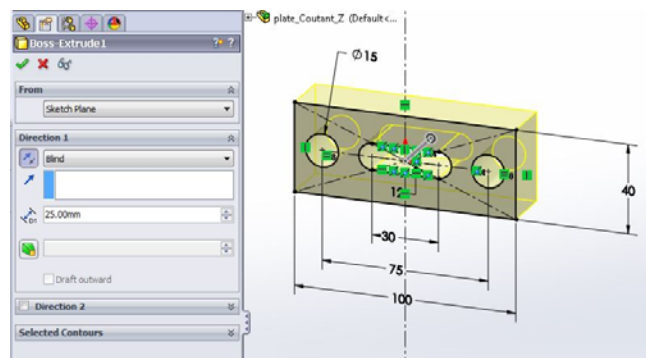 Boss-Extrude1
? ?
From
Sketch Plane
Direction 1
Blind
D1
25.00mm
Draft outward
Direction 2
Selected Contours
plate_Coutant_Z (Default<...
Ø15
40
30
75
100